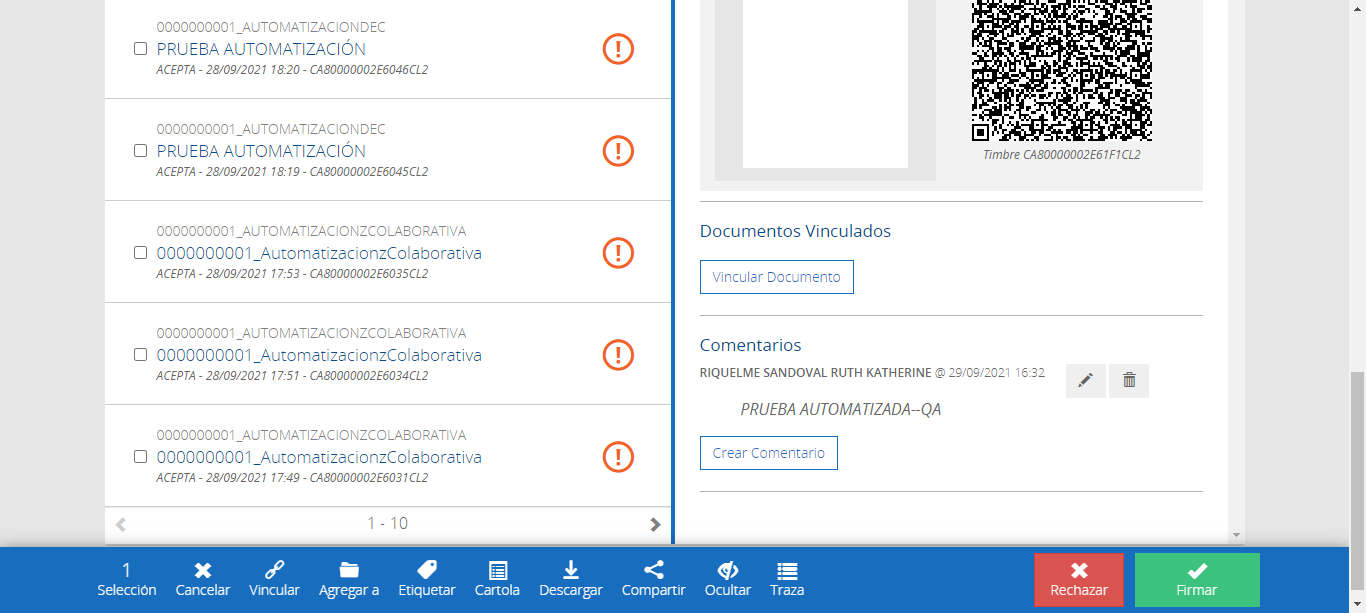 0000000001_AUTOMATIZACIONDEC
PRUEBA AUTOMATIZACIÓN
ACEPTA - 28/09/2021 18:20 - CA80000002E6046CL2
0000000001_AUTOMATIZACIONDEC
PRUEBA AUTOMATIZACIÓN
ACEPTA - 28/09/2021 18:19 - CA80000002E6045CL2
0000000001_AUTOMATIZACIONZCOLABORATIVA
0000000001_AutomatizacionzColaborativa
ACEPTA - 28/09/2021 17:53 - CA80000002E6035CL2
0000000001_AUTOMATIZACIONZCOLABORATIVA
0000000001_AutomatizacionzColaborativa
ACEPTA - 28/09/2021 17:51 - CA80000002E6034CL2
0000000001_AUTOMATIZACIONZCOLABORATIVA
0000000001_AutomatizacionzColaborativa
ACEPTA - 28/09/2021 17:49 - CA80000002E6031CL2
1 - 10
Timbre CA80000002E61F1CL2
Documentos Vinculados
Vincular Documento
Comentarios
RIQUELME SANDOVAL RUTH KATHERINE @ 29/09/2021 16:32
PRUEBA AUTOMATIZADA--QA
Crear Comentario
1
Selección Cancelar Vincular Agregar a Etiquetar Cartola Descargar Compartir Ocultar Traza Rechazar Firmar